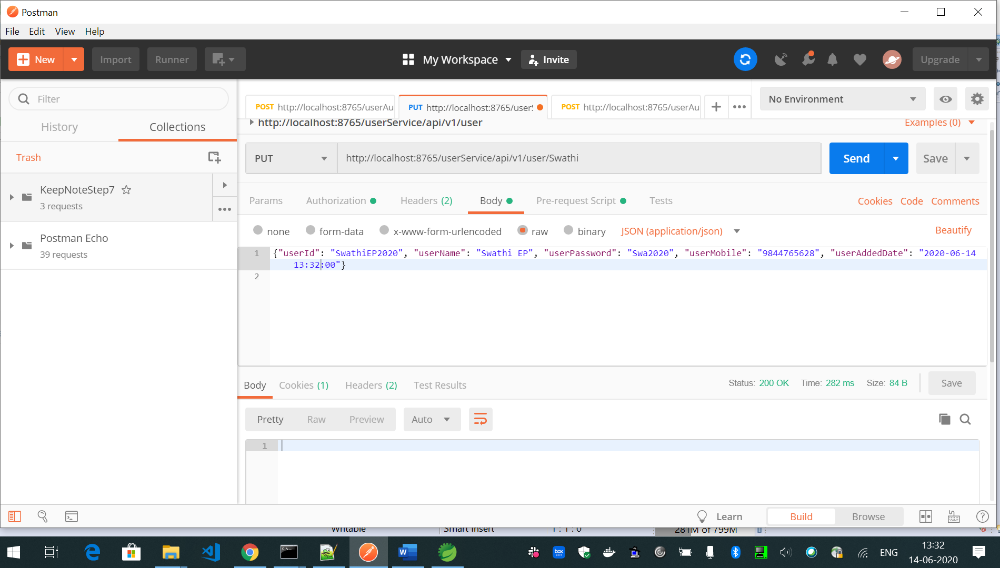 Postman
File Edit View Help
New Import Runner My Workspace Invite Upgrade
Filter
History Collections
Trash
KeepNoteStep7
3 requests
Postman Echo
39 requests
POST http://localhost:8765/userAu PUT http://localhost:8765/userS POST http://localhost:8765/userAu
No Environment
http://localhost:8765/userService/api/v1/user Examples (0)
PUT http://localhost:8765/userService/api/v1/user/Swathi Send Save
Params Authorization Headers (2) Body Pre-request Script Tests Cookies Code Comments
none form-data x-www-form-urlencoded raw binary JSON (application/json) Beautify
1 {"userId": "SwathiEP2020", "userName": "Swathi EP", "userPassword": "Swa2020", "userMobile": "9844765628", "userAddedDate": "2020-06-14
13:32:00"}
2
Body Cookies (1) Headers (2) Test Results Status: 200 OK Time: 282 ms Size: 84 B Save
Pretty Raw Preview Auto
1
Learn Build Browse
Writable Smart Insert 1 : 1 : 0 281M of 799M
ENG
13:32
14-06-2020